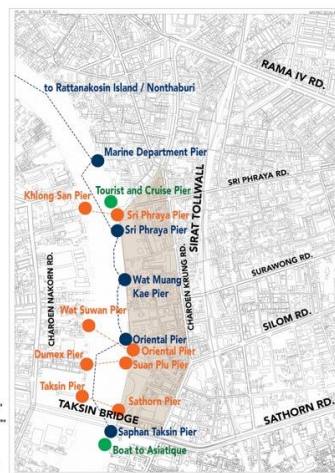 RAMA IV RD.
to Rattanakosin Island / Nonthaburi
Marine Department Pier
SRI PHRAYA RD.
Khlong San Pier
Tourist and Cruise Pier
Sri Phraya Pier
Sri Phraya Pier
SIRAT TOLLWALL
CHAROEN KRUNG RD.
CHAROEN NAKORN RD.
SURAWONG RD.
Wat Muang
Kae Pier
Wat Suwan Pier
SILOM RD.
Oriental Pier
Oriental Pier
Dumex Pier
Suan Plu Pier
Taksin Pier
Sathorn Pier
TAKSIN BRIDGE
SATHORN RD.
Saphan Taksin Pier
Boat to Asiatique